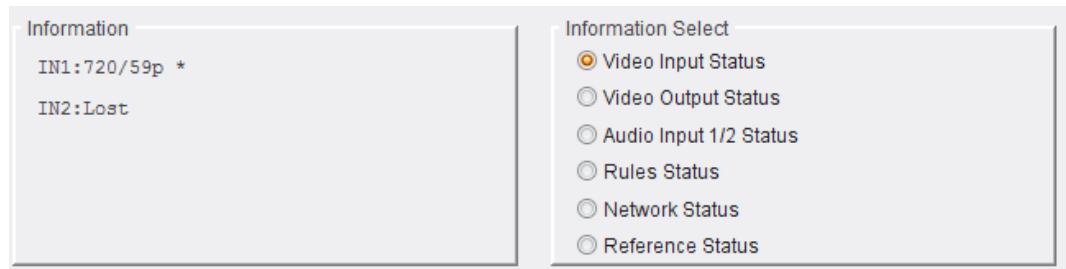 Information
IN1:720/59p *
IN2:Lost
Information Select
Video Input Status
Video Output Status
Audio Input 1/2 Status
Rules Status
Network Status
Reference Status